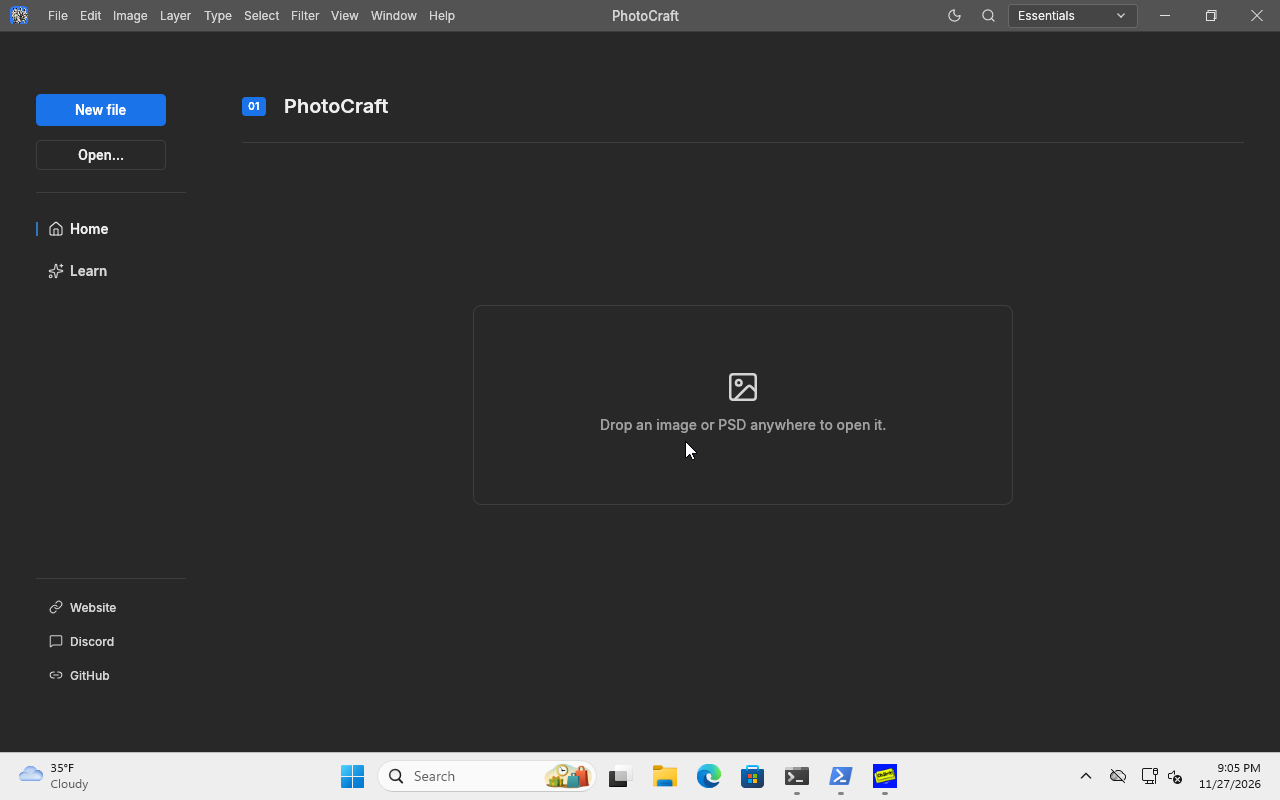 File Edit Image Layer Type Select Filter View Window Help
PhotoCraft
Essentials
New file
Open...
Home
Learn
01 PhotoCraft
Drop an image or PSD anywhere to open it.
Website
Discord
GitHub
35°F
Cloudy
Search
9:05 PM
11/27/2026